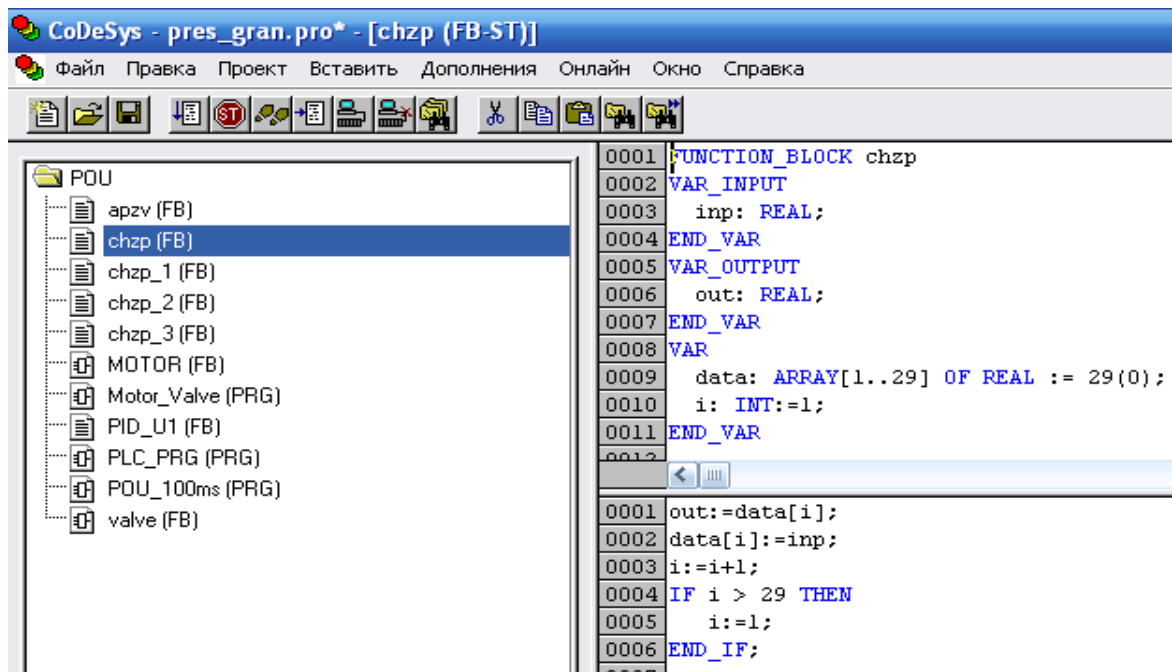 CoDeSys - pres_gran.pro* - [chzp (FB-ST)]
Файл Правка Проект Вставить Дополнения Онлайн Окно Справка
ST
POU
apzv (FB)
chzp (FB)
chzp_1 (FB)
chzp_2 (FB)
chzp_3 (FB)
MOTOR (FB)
Motor_Valve (PRG)
PID_U1 (FB)
PLC_PRG (PRG)
POU_100ms (PRG)
valve (FB)
0001 FUNCTION_BLOCK chzp
0002 VAR_INPUT
0003 inp: REAL;
0004 END_VAR
0005 VAR_OUTPUT
0006 out: REAL;
0007 END_VAR
0008 VAR
0009 data: ARRAY[1..29] OF REAL := 29(0);
0010 i: INT:=1;
0011 END_VAR
0012
0001 out:=data[i];
0002 data[i]:=inp;
0003 i:=i+1;
0004 IF i > 29 THEN
0005 i:=1;
0006 END_IF;